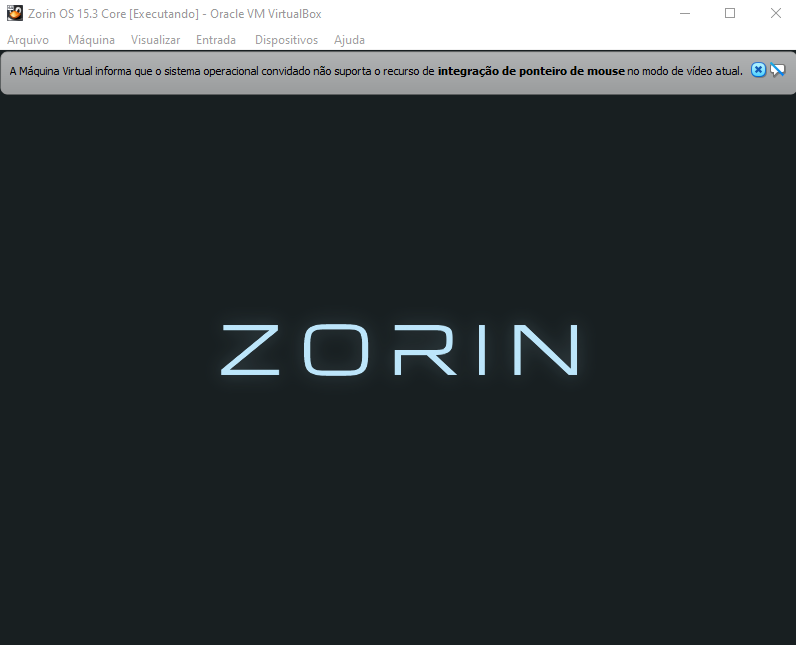 Zorin OS 15.3 Core [Executando] - Oracle VM VirtualBox
Arquivo Máquina Visualizar Entrada Dispositivos Ajuda
A Máquina Virtual informa que o sistema operacional convidado não suporta o recurso de integração de ponteiro de mouse no modo de vídeo atual.
ZORIN